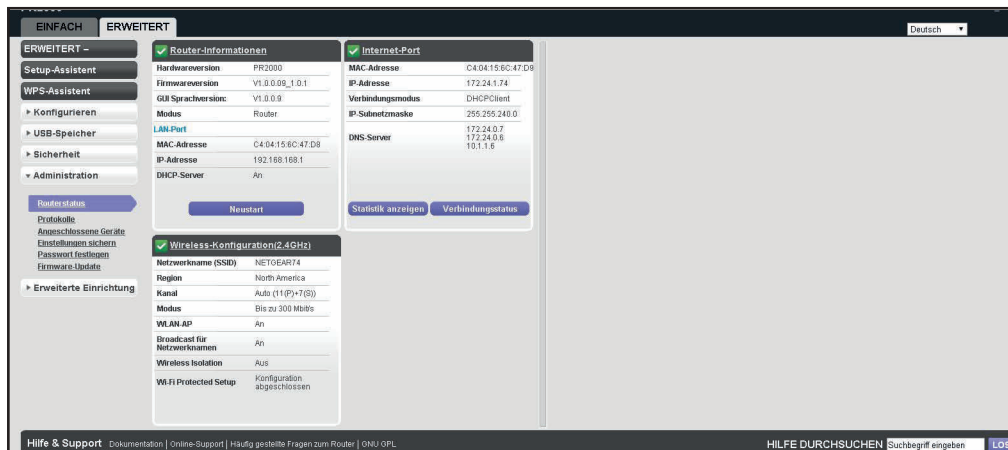 EINFACH ERWEITERT
Deutsch
ERWEITERT –
Setup-Assistent
WPS-Assistent
Konfigurieren
USB-Speicher
Sicherheit
Administration
Routerstatus
Protokolle
Angeschlossene Geräte
Einstellungen sichern
Passwort festlegen
Firmware-Update
Erweiterte Einrichtung
Router-Informationen
Hardwareversion PR2000
Firmwareversion V1.0.0.09_1.0.1
GUI Sprachversion: V1.0.0.9
Modus Router
LAN-Port
MAC-Adresse C4:04:15:6C:47:D8
IP-Adresse 192.168.168.1
DHCP-Server An
Neustart
Internet-Port
MAC-Adresse C4:04:15:6C:47:D9
IP-Adresse 172.24.1.74
Verbindungsmodus DHCPClient
IP-Subnetzmaske 255.255.240.0
DNS-Server 172.24.0.7
172.24.0.6
10.1.1.6
Statistik anzeigen Verbindungsstatus
Wireless-Konfiguration(2.4GHz)
Netzwerkname (SSID) NETGEAR74
Region North America
Kanal Auto (11(P)+7(S))
Modus Bis zu 300 Mbit/s
WLAN-AP An
Broadcast für
Netzwerknamen An
Wireless Isolation Aus
Wi-Fi Protected Setup Konfiguration
abgeschlossen
Hilfe & Support Dokumentation | Online-Support | Häufig gestellte Fragen zum Router | GNU GPL
HILFE DURCHSUCHEN Suchbegriff eingeben LOS